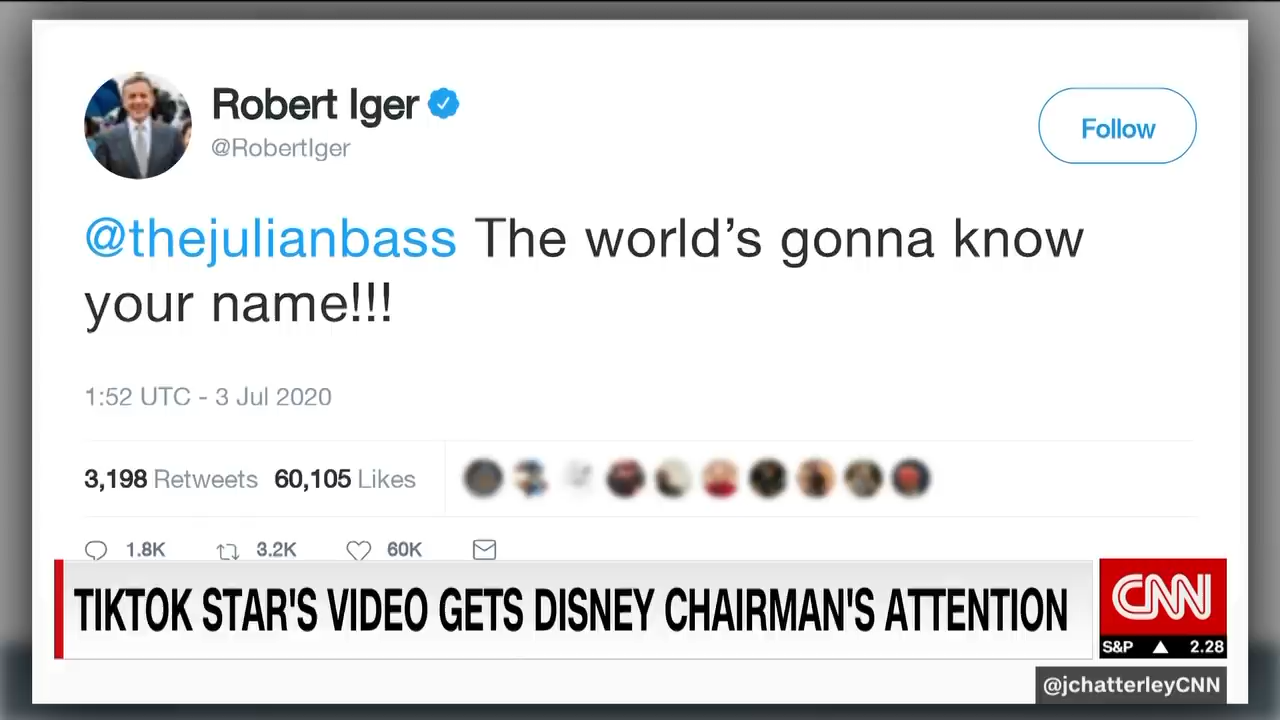 Robert Iger
@RobertIger
Follow
@thejulianbass The world's gonna know
your name!!!
1:52 UTC - 3 Jul 2020
3,198 Retweets 60,105 Likes
1.8K 3.2K 60K
TIKTOK STAR'S VIDEO GETS DISNEY CHAIRMAN'S ATTENTION
CNN
S&P ▲ 2.28
@jchatterleyCNN